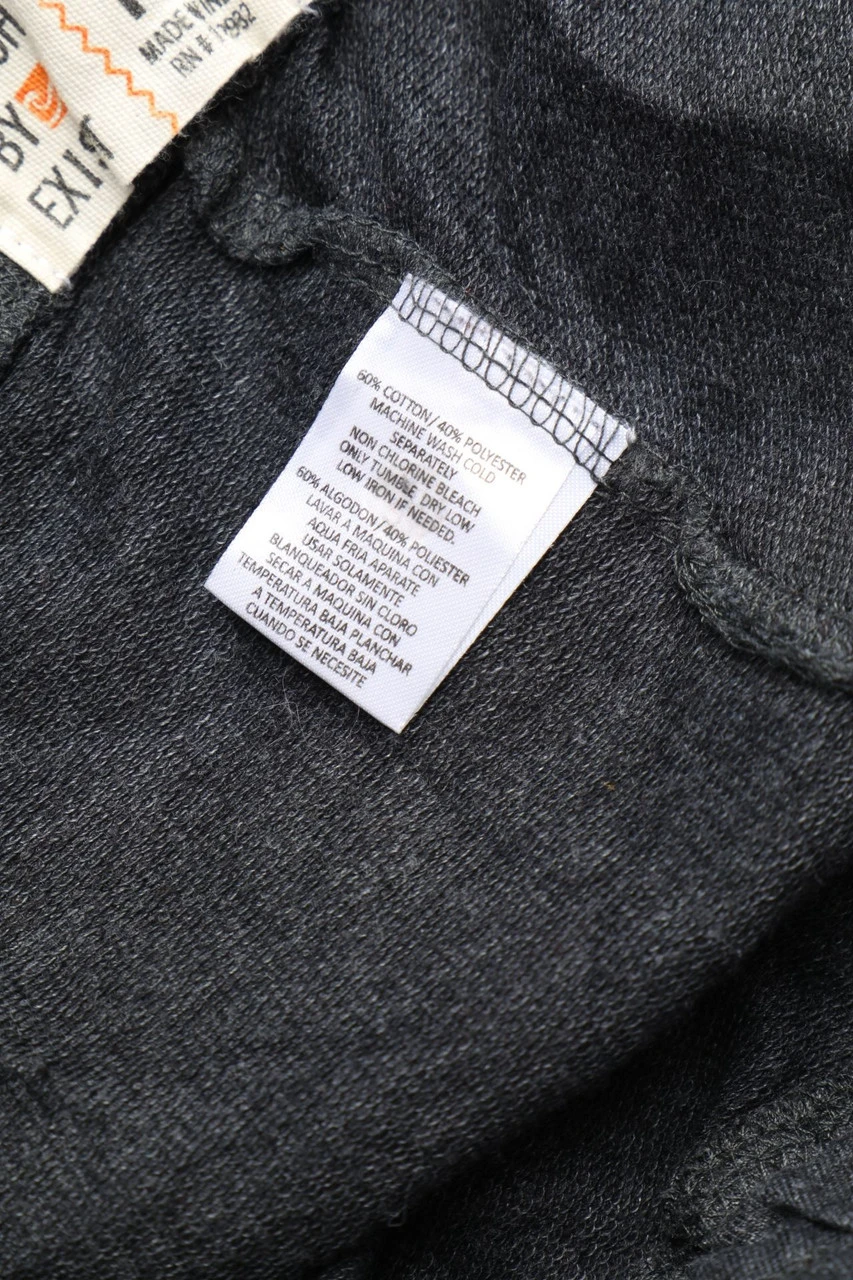 BY
EXIST
MADE IN
RN#
60% COTTON/40% POLYESTER
MACHINE WASH COLD
SEPARATELY
NON CHLORINE BLEACH
ONLY TUMBLE DRY LOW
LOW IRON IF NEEDED.
60% ALGODON/40% POLIESTER
LAVAR A MAQUINA CON
AQUA FRIA APARATE
USAR SOLAMENTE
BLANQUEADOR SIN CLORO
SECAR A MAQUINA CON
TEMPERATURA BAJA PLANCHAR
A TEMPERATURA BAJA
CUANDO SE NECESITE